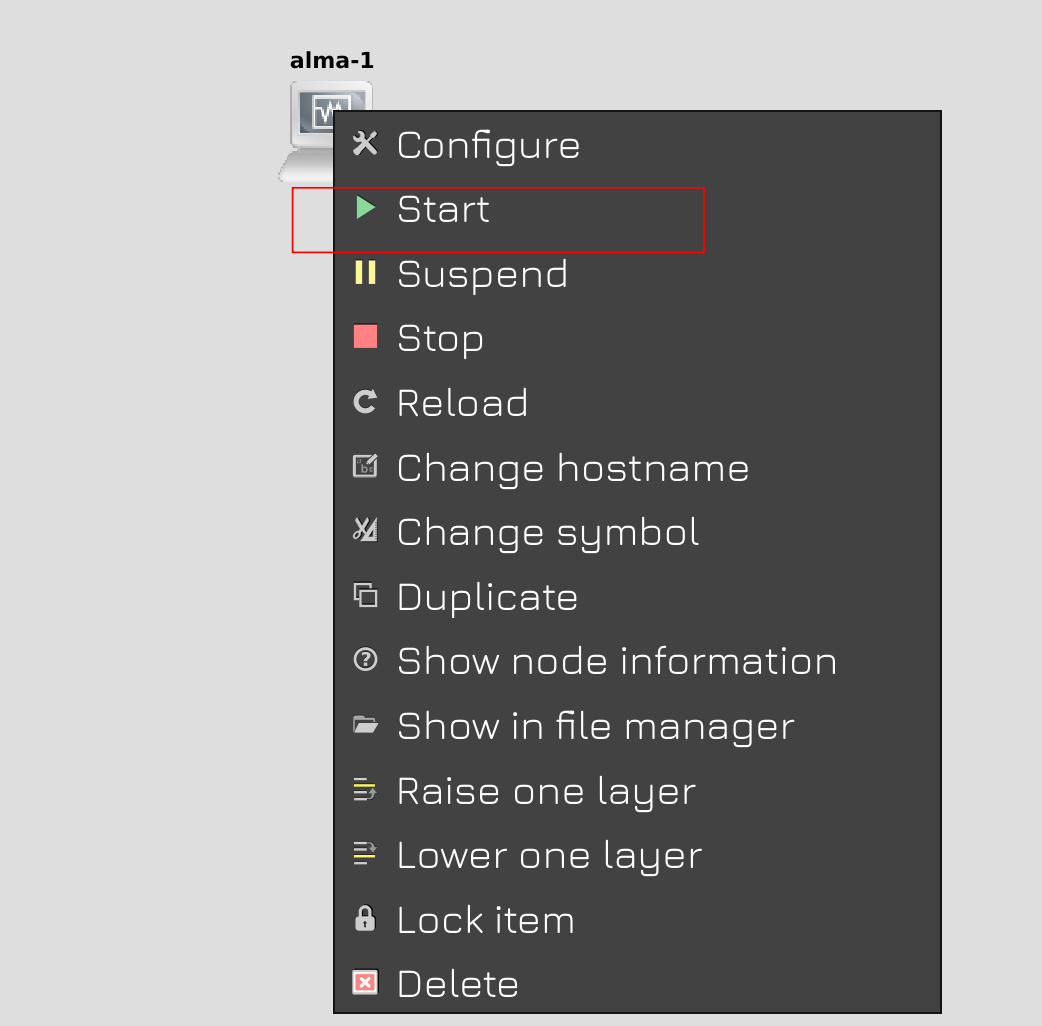 alma-1
Configure
Start
Suspend
Stop
Reload
Change hostname
Change symbol
Duplicate
Show node information
Show in file manager
Raise one layer
Lower one layer
Lock item
Delete